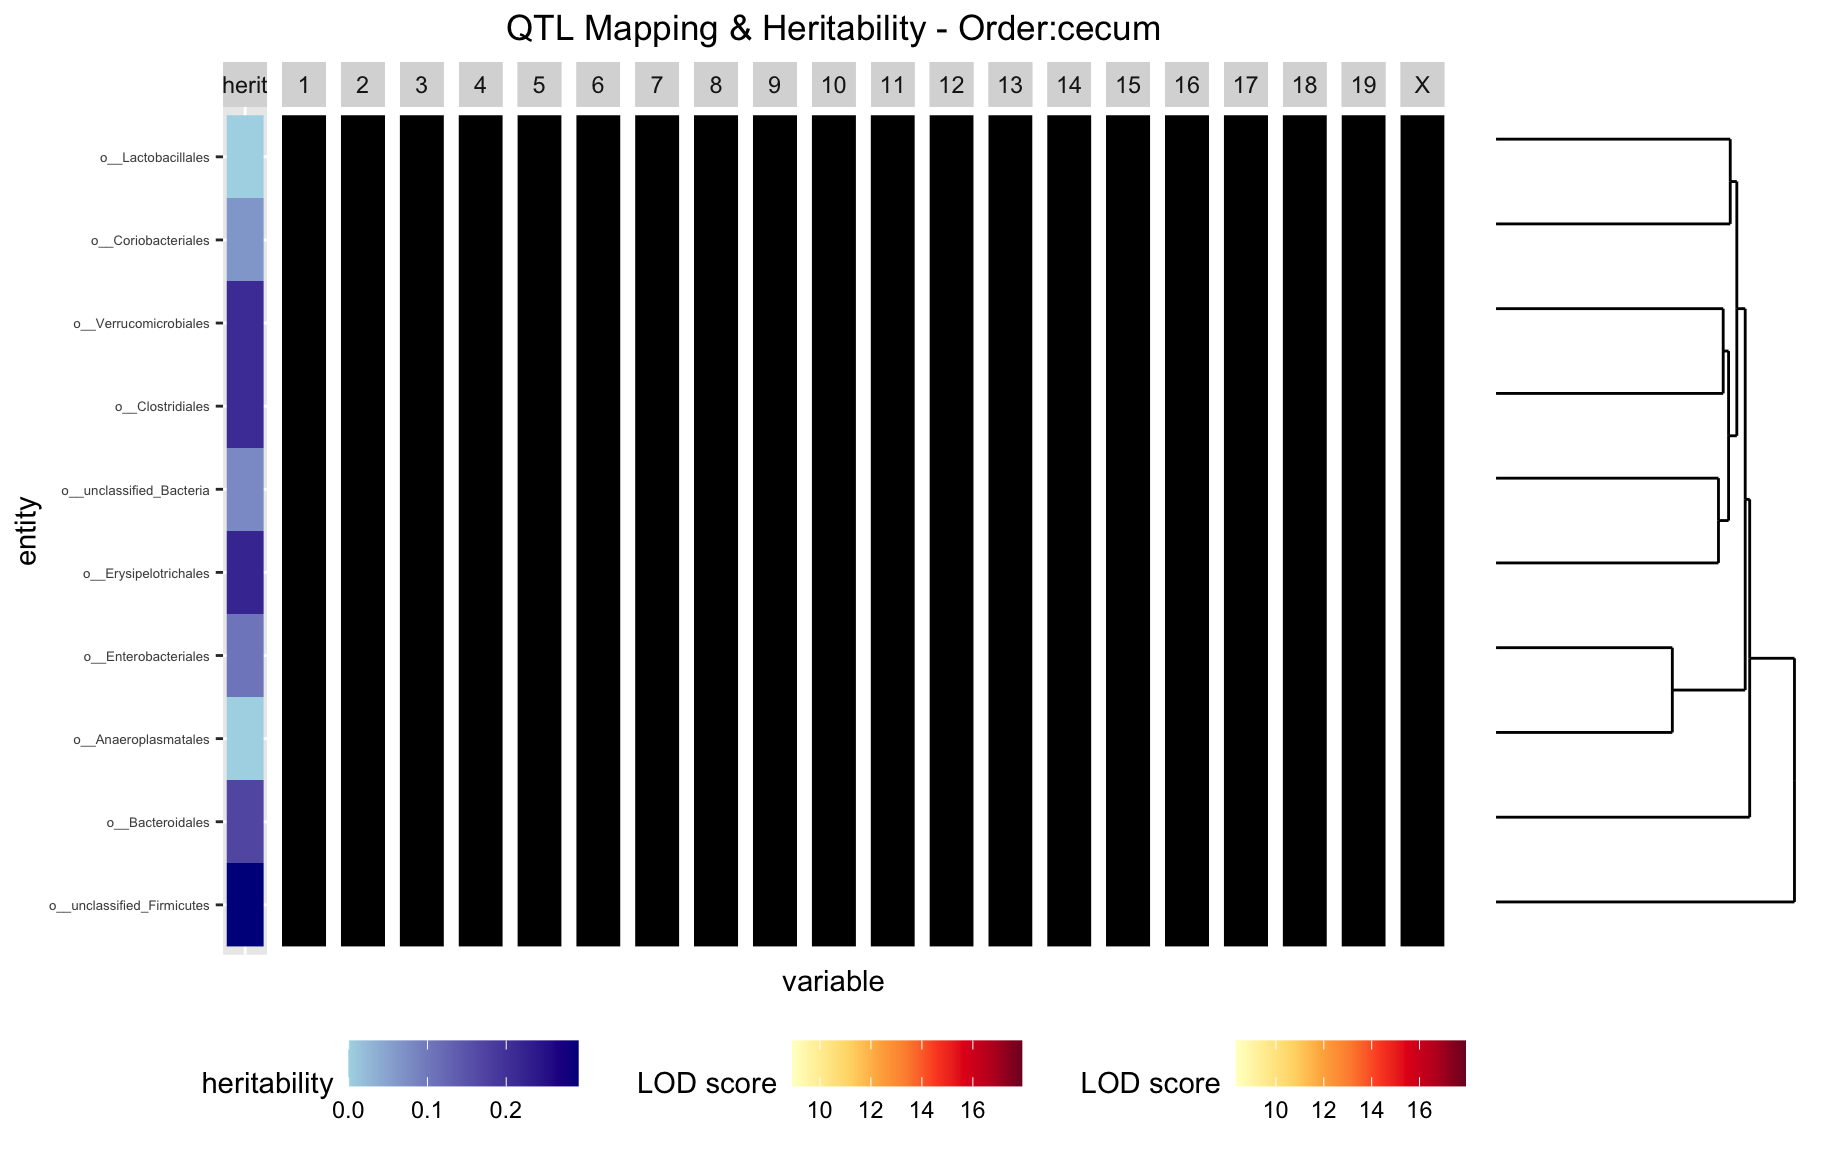 QTL Mapping & Heritability - Order:cecum
herit 1 2 3 4 5 6 7 8 9 10 11 12 13 14 15 16 17 18 19 X
o__Lactobacillales
o__Coriobacteriales
o__Verrucomicrobiales
o__Clostridiales
o__unclassified_Bacteria
o__Erysipelotrichales
o__Enterobacteriales
o__Anaeroplasmatales
o__Bacteroidales
o__unclassified_Firmicutes
entity
variable
heritability
0.0 0.1 0.2
LOD score
10 12 14 16
LOD score
10 12 14 16